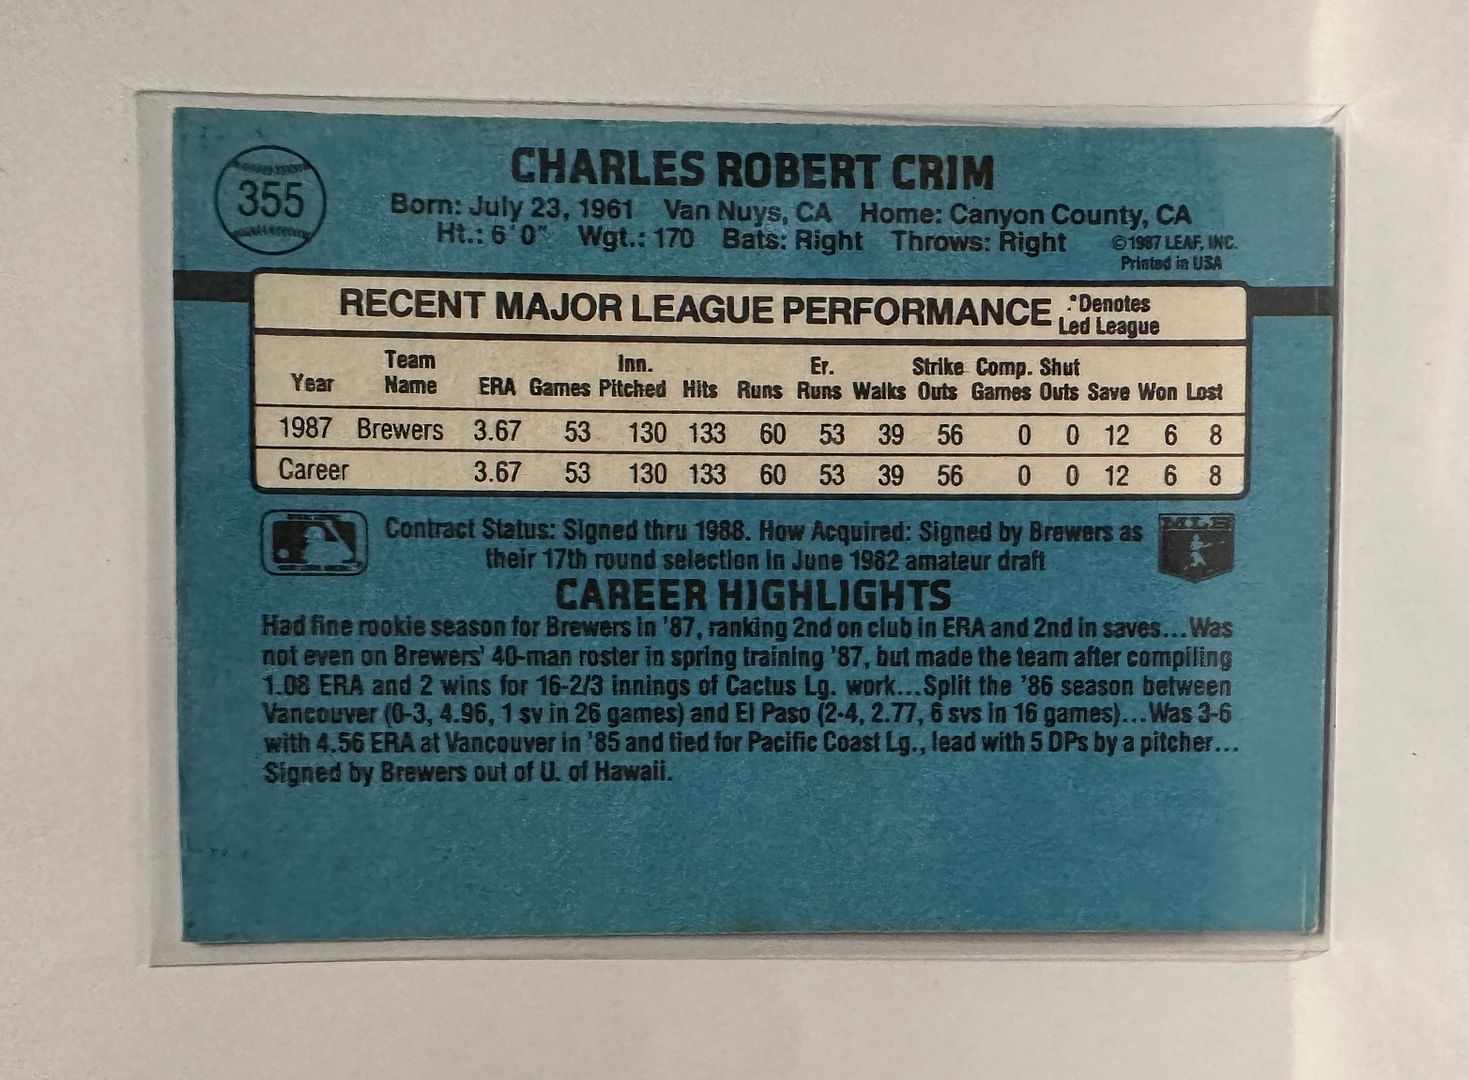 355
CHARLES ROBERT CRIM
Born: July 23, 1961 Van Nuys, CA Home: Canyon County, CA
Ht.: 6'0" Wgt.: 170 Bats: Right Throws: Right
©1987 LEAF, INC.
Printed in USA
RECENT MAJOR LEAGUE PERFORMANCE
*Denotes
Led League
Year Team Name ERA Games Inn. Pitched Hits Runs Er. Runs Walks Strike Outs Comp. Games Shut Outs Save Won Lost
1987 Brewers 3.67 53 130 133 60 53 39 56 0 0 12 6 8
Career 3.67 53 130 133 60 53 39 56 0 0 12 6 8
Contract Status: Signed thru 1988. How Acquired: Signed by Brewers as
their 17th round selection in June 1982 amateur draft
MLB
CAREER HIGHLIGHTS
Had fine rookie season for Brewers in '87, ranking 2nd on club in ERA and 2nd in saves...Was
not even on Brewers' 40-man roster in spring training '87, but made the team after compiling
1.08 ERA and 2 wins for 16-2/3 innings of Cactus Lg. work...Split the '86 season between
Vancouver (0-3, 4.96, 1 sv in 26 games) and El Paso (2-4, 2.77, 6 svs in 16 games)...Was 3-6
with 4.56 ERA at Vancouver in '85 and tied for Pacific Coast Lg., lead with 5 DPs by a pitcher...
Signed by Brewers out of U. of Hawaii.